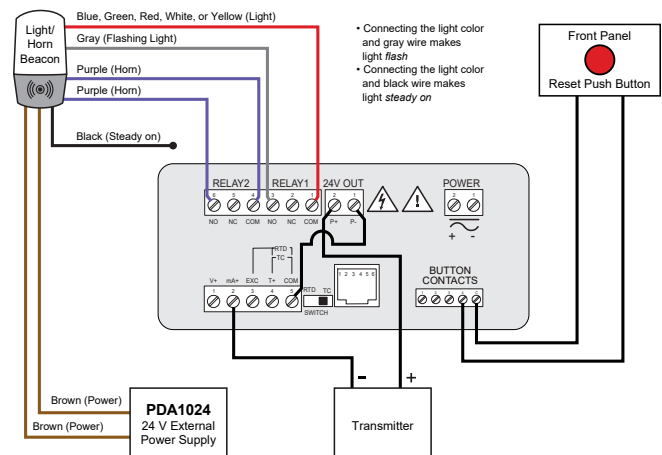 Light/
Horn
Beacon
Blue, Green, Red, White, or Yellow (Light)
Gray (Flashing Light)
Purple (Horn)
Purple (Horn)
Black (Steady on)
• Connecting the light color
and gray wire makes
light flash
• Connecting the light color
and black wire makes
light steady on
Front Panel
Reset Push Button
RELAY2 RELAY1 24V OUT POWER
6 5 4 3 2 1 2 1 2 1
NO NC COM NO NC COM P+ P- + -
RTD
TC
V+ mA+ EXC T+ COM
1 2 3 4 5
RTD TC
SWITCH
1 2 3 4 5 6
BUTTON
CONTACTS
- +
Brown (Power)
Brown (Power)
PDA1024
24 V External
Power Supply
Transmitter